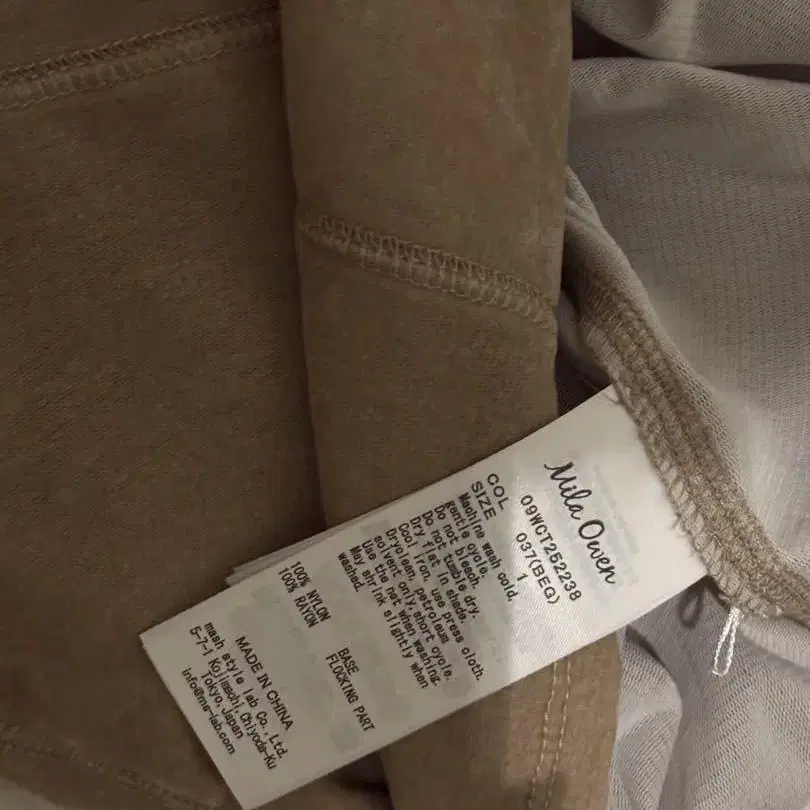 Mila Owen
09WCT252238
COL 037(BEG)
SIZE 1
Machine wash cold,
gentle cycle.
Do not bleach.
Do not tumble dry.
Dry flat in shade.
Cool iron, use press cloth.
Dryclean, petroleum
solvent only, short cycle.
Use the net when washing.
May shrink slightly when
washed.
100% NYLON BASE
100% RAYON FLOCKING PART
MADE IN CHINA
mash style lab Co., Ltd.
5-7-1 Kojimachi, Chiyoda-Ku
Tokyo, Japan
info@ms-lab.com